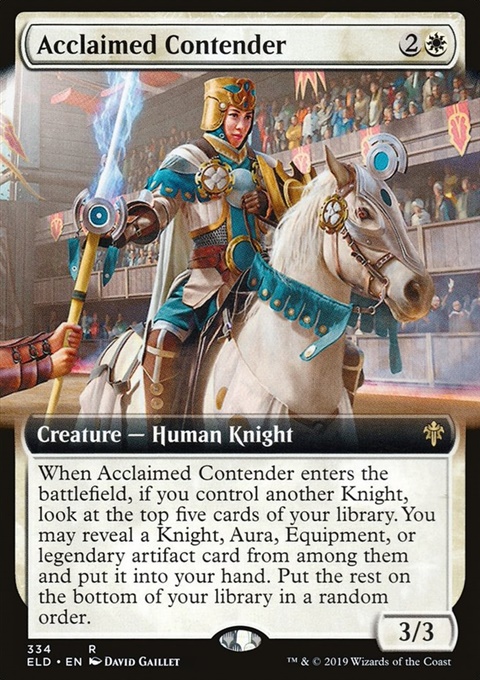 Acclaimed Contender 2
Creature — Human Knight
When Acclaimed Contender enters the
battlefield, if you control another Knight,
look at the top five cards of your library. You
may reveal a Knight, Aura, Equipment, or
legendary artifact card from among them
and put it into your hand. Put the rest on
the bottom of your library in a random
order.
3/3
334 R
ELD • EN David Gaillet
™ & © 2019 Wizards of the Coast